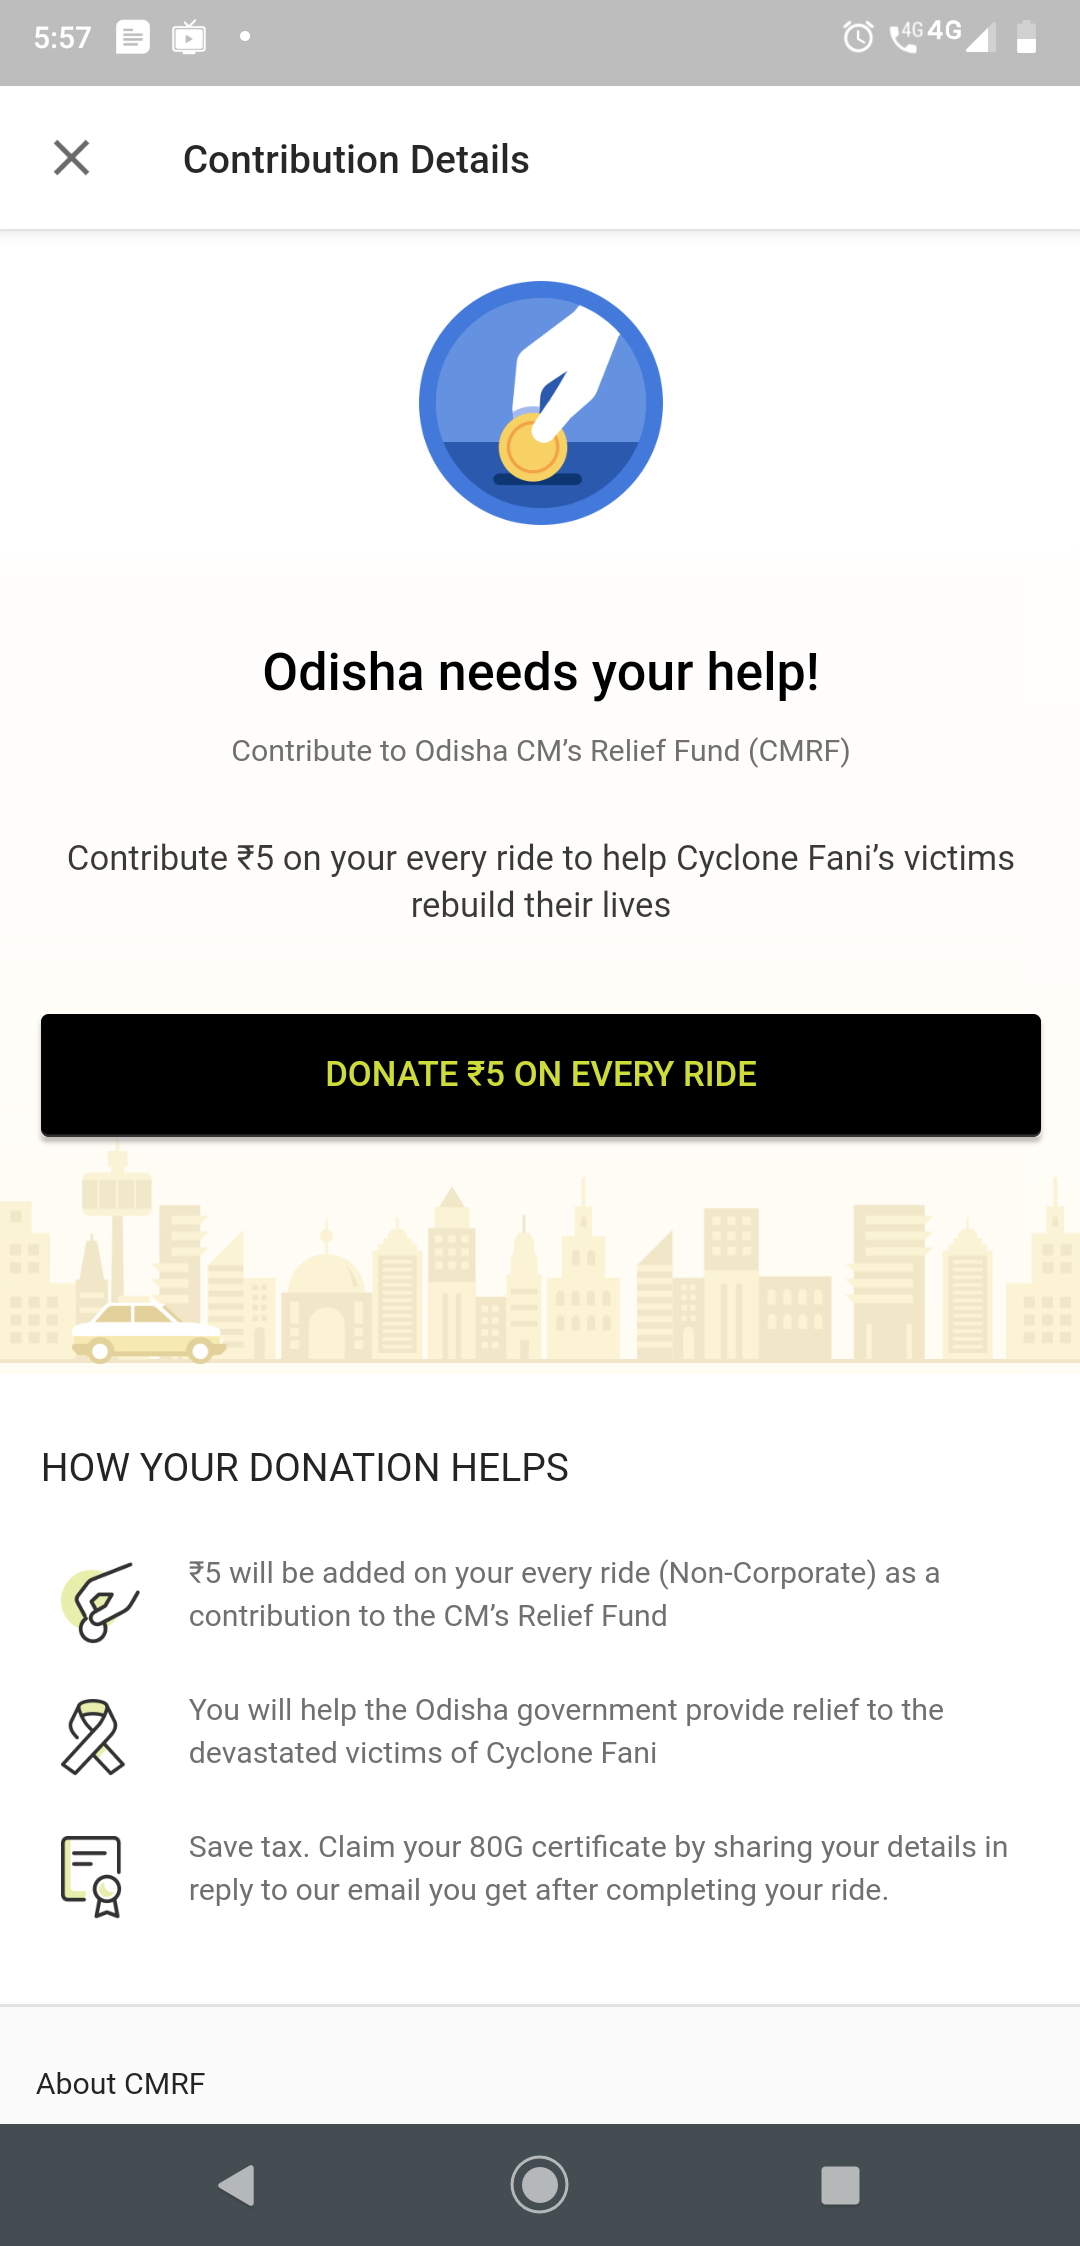 5:57
4G 4G
Contribution Details
Odisha needs your help!
Contribute to Odisha CM’s Relief Fund (CMRF)
Contribute ₹5 on your every ride to help Cyclone Fani’s victims
rebuild their lives
DONATE ₹5 ON EVERY RIDE
HOW YOUR DONATION HELPS
₹5 will be added on your every ride (Non-Corporate) as a
contribution to the CM’s Relief Fund
You will help the Odisha government provide relief to the
devastated victims of Cyclone Fani
Save tax. Claim your 80G certificate by sharing your details in
reply to our email you get after completing your ride.
About CMRF